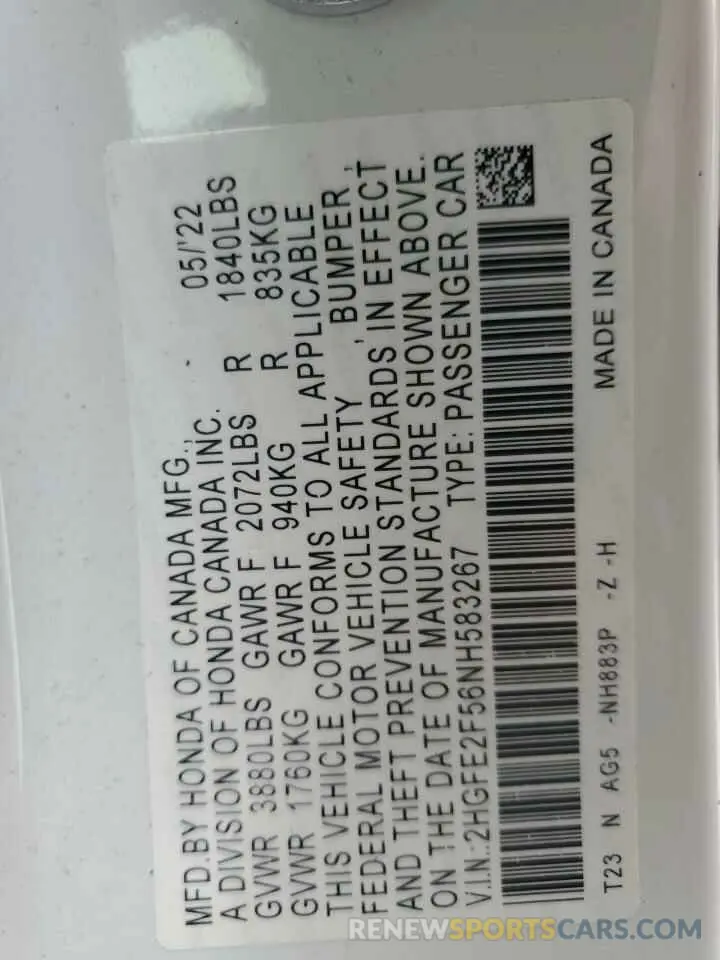 MFD.BY HONDA OF CANADA MFG., 05/'22
A DIVISION OF HONDA CANADA INC.
GVWR 3880LBS GAWR F 2072LBS R 1840LBS
GVWR 1760KG GAWR F 940KG R 835KG
THIS VEHICLE CONFORMS TO ALL APPLICABLE
FEDERAL MOTOR VEHICLE SAFETY , BUMPER ,
AND THEFT PREVENTION STANDARDS IN EFFECT
ON THE DATE OF MANUFACTURE SHOWN ABOVE.
V.I.N.:2HGFE2F56NH583267 TYPE: PASSENGER CAR
T23 N AG5 -NH883P -Z -H MADE IN CANADA
RENEWSPORTSCARS.COM